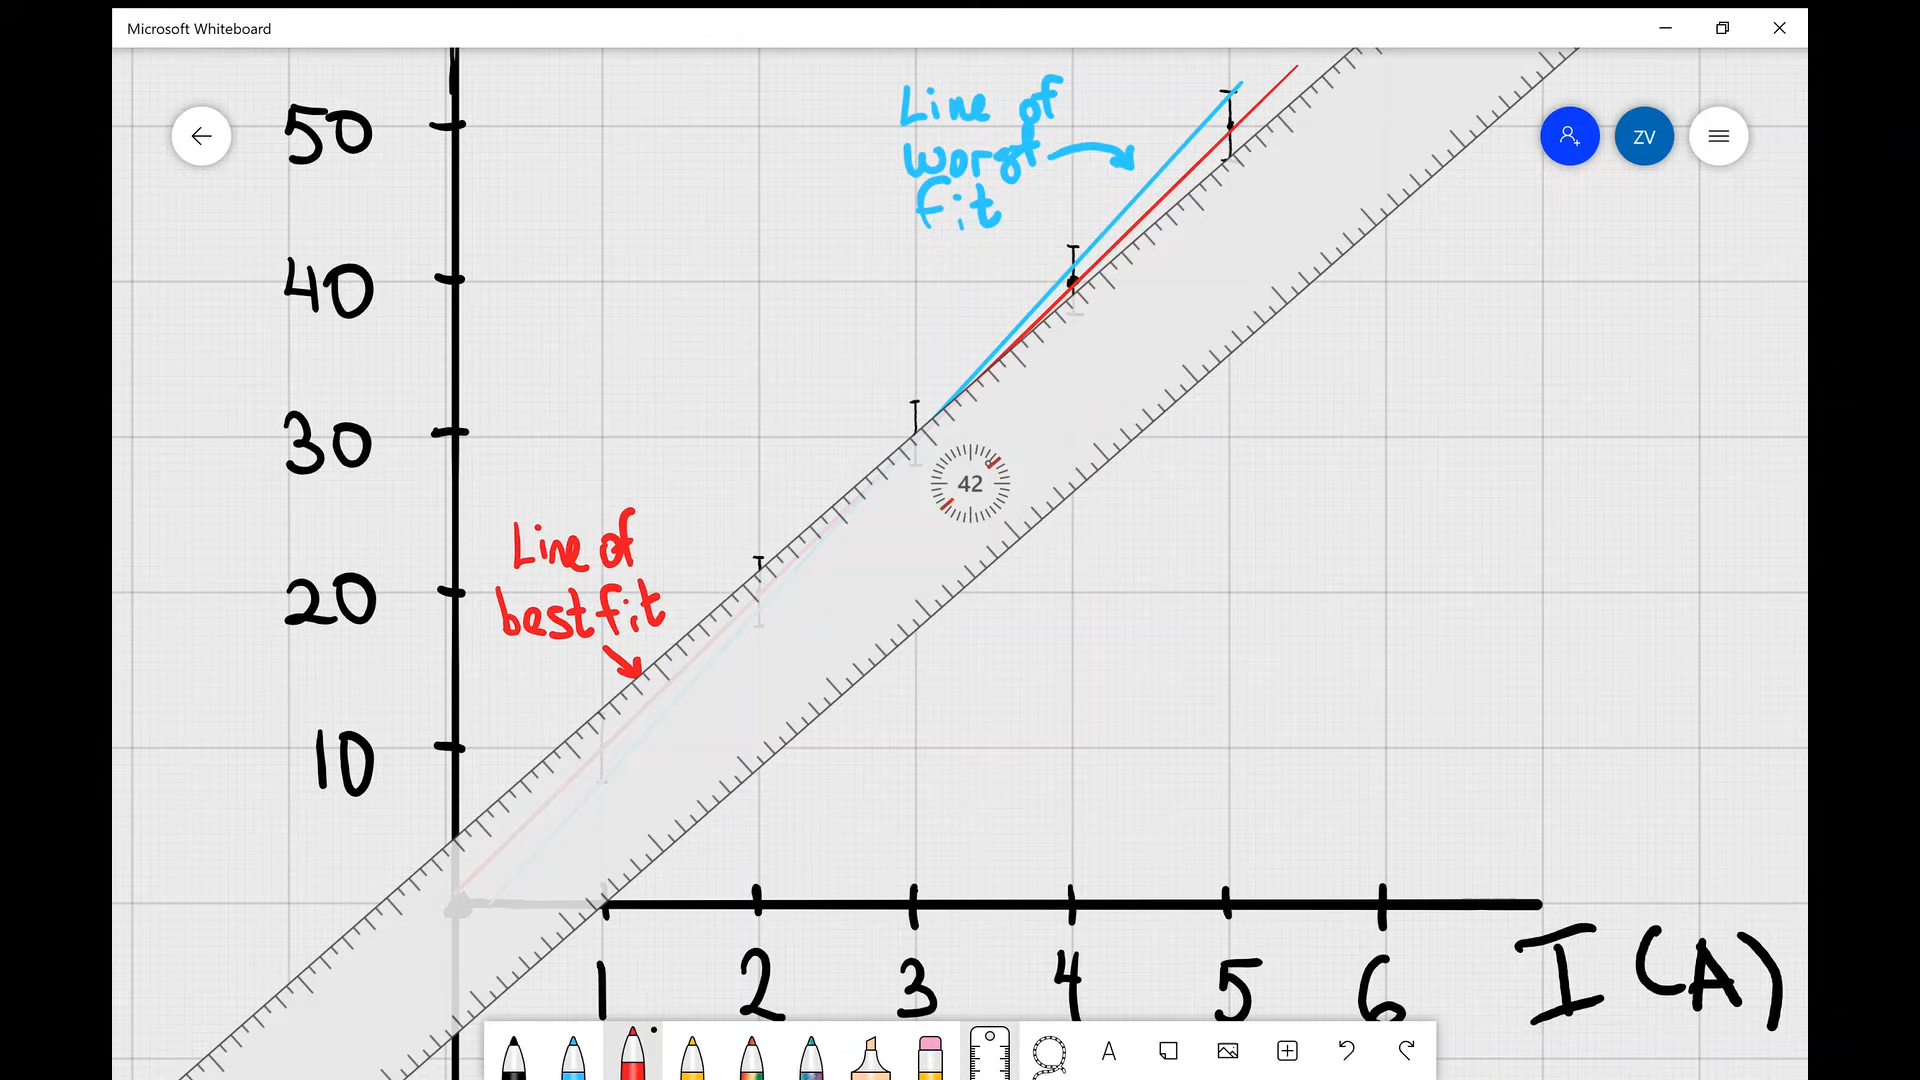 Microsoft Whiteboard
50
Line of
worst
fit
ZV
40
30
42
Line of
best fit
20
10
1 2 3 4 5 6 I (A)
A